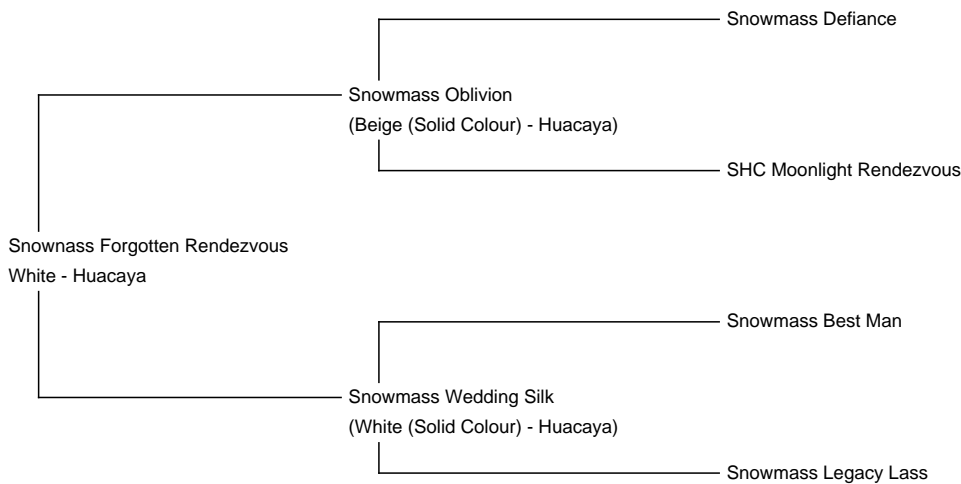 Snowmass Defiance
Snowmass Oblivion
(Beige (Solid Colour) - Huacaya)
SHC Moonlight Rendezvous
Snownass Forgotten Rendezvous
White - Huacaya
Snowmass Best Man
Snowmass Wedding Silk
(White (Solid Colour) - Huacaya)
Snowmass Legacy Lass